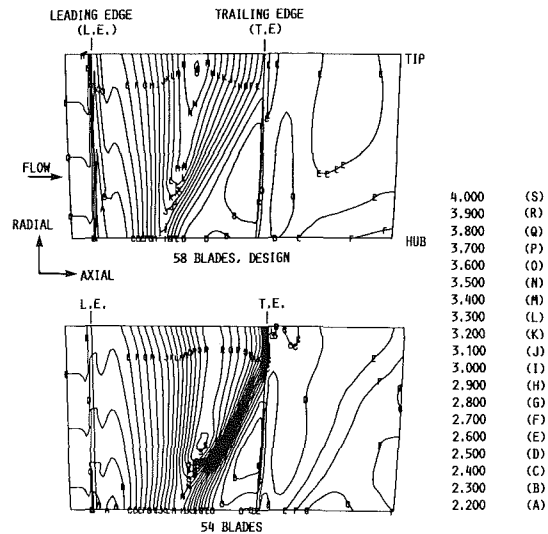 LEADING EDGE
(L.E.)
TRAILING EDGE
(T.E)
TIP
FLOW
RADIAL
AXIAL
HUB
58 BLADES, DESIGN
L.E.
T.E.
54 BLADES
4.000 (S)
3.900 (R)
3.800 (Q)
3.700 (P)
3.600 (O)
3.500 (N)
3.400 (M)
3.300 (L)
3.200 (K)
3.100 (J)
3.000 (I)
2.900 (H)
2.800 (G)
2.700 (F)
2.600 (E)
2.500 (D)
2.400 (C)
2.300 (B)
2.200 (A)